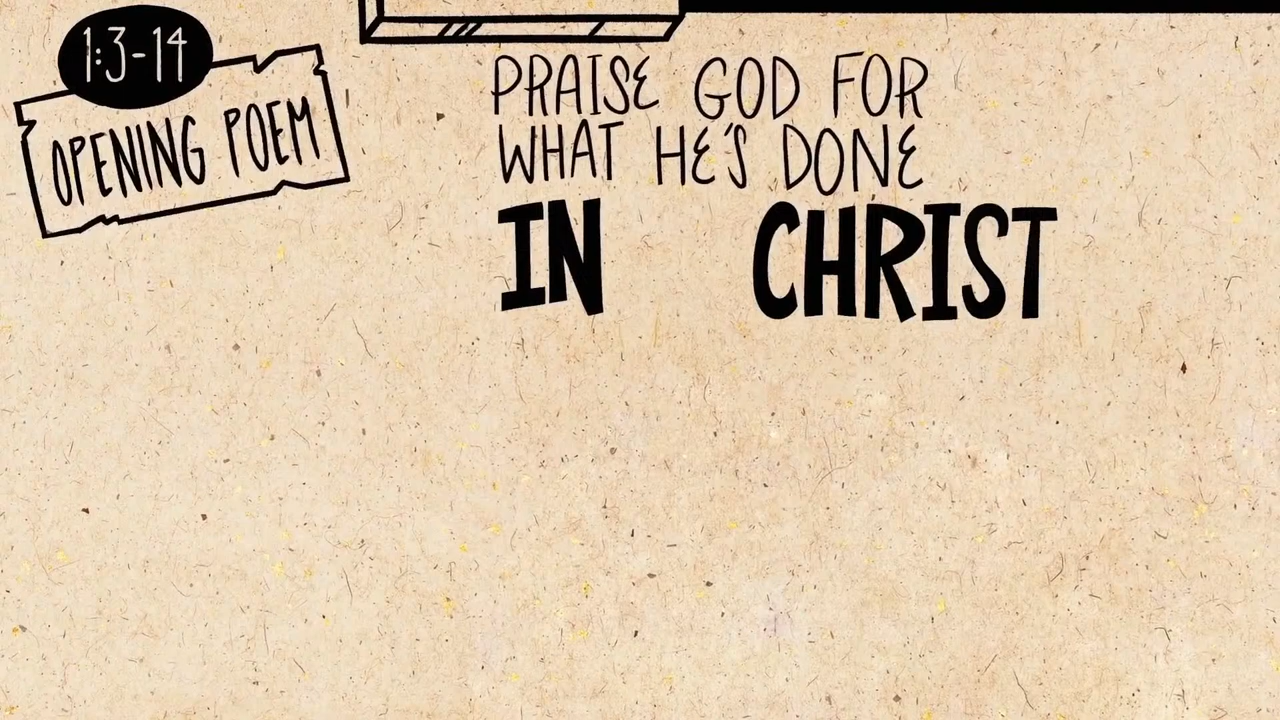 1:3-14
OPENING POEM
PRAISE GOD FOR
WHAT HE'S DONE
IN CHRIST